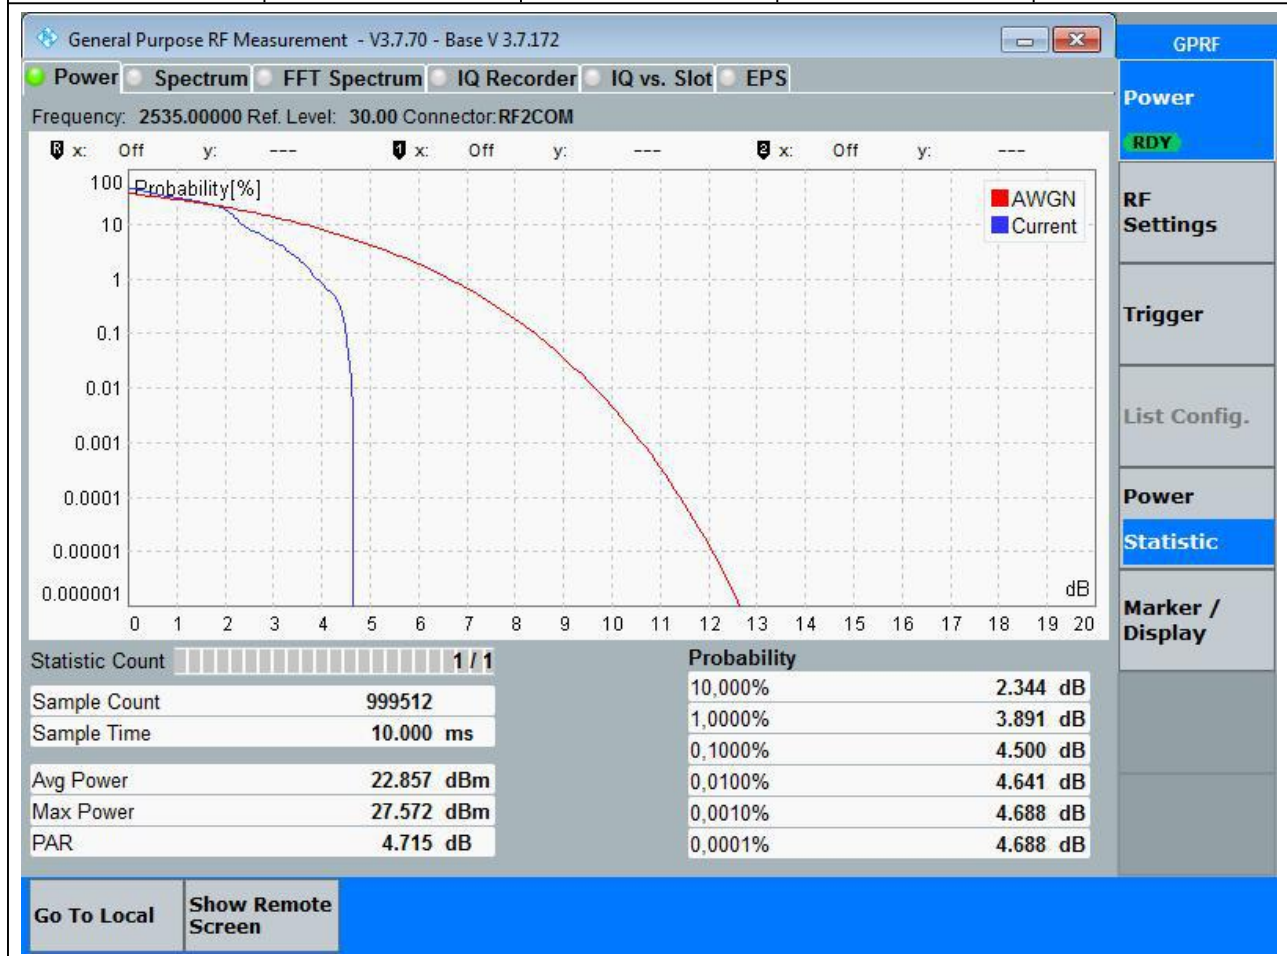 General Purpose RF Measurement - V3.7.70 - Base V 3.7.172
GPRF
Power Spectrum FFT Spectrum IQ Recorder IQ vs. Slot EPS
Frequency: 2535.00000 Ref. Level: 30.00 Connector: RF2COM
R x: Off y: --- 1 x: Off y: --- 2 x: Off y: ---
Probability[%]
AWGN
Current
100
10
1
0.1
0.01
0.001
0.0001
0.00001
0.000001
dB
0 1 2 3 4 5 6 7 8 9 10 11 12 13 14 15 16 17 18 19 20
Statistic Count 1 / 1
Sample Count 999512
Sample Time 10.000 ms
Avg Power 22.857 dBm
Max Power 27.572 dBm
PAR 4.715 dB
Probability
10,000% 2.344 dB
1,0000% 3.891 dB
0,1000% 4.500 dB
0,0100% 4.641 dB
0,0010% 4.688 dB
0,0001% 4.688 dB
Power
RDY
RF
Settings
Trigger
List Config.
Power
Statistic
Marker /
Display
Go To Local
Show Remote
Screen